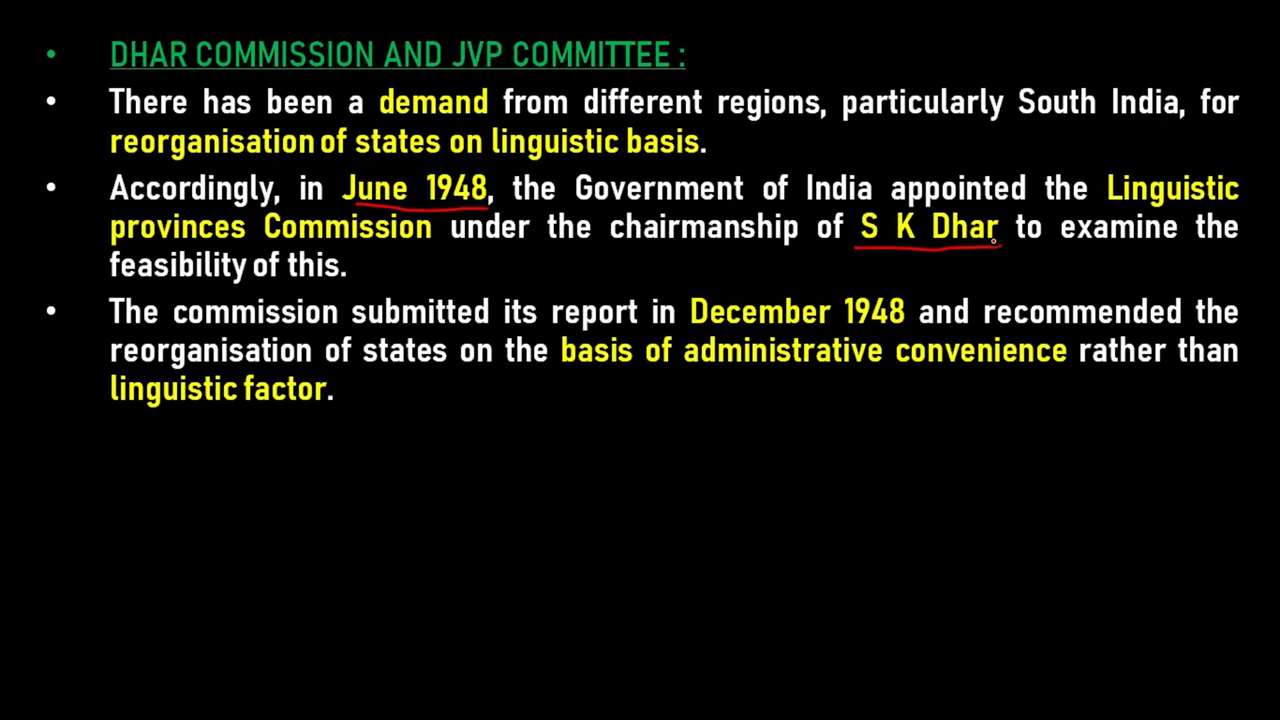 • DHAR COMMISSION AND JVP COMMITTEE :
• There has been a demand from different regions, particularly South India, for
reorganisation of states on linguistic basis.
• Accordingly, in June 1948, the Government of India appointed the Linguistic
provinces Commission under the chairmanship of S K Dhar to examine the
feasibility of this.
• The commission submitted its report in December 1948 and recommended the
reorganisation of states on the basis of administrative convenience rather than
linguistic factor.